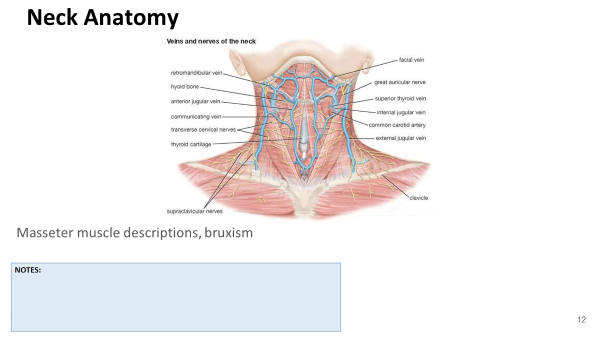 Neck Anatomy
Veins and nerves of the neck
facial vein
retromandibular vein
great auricular nerve
hyoid bone
superior thyroid vein
anterior jugular vein
internal jugular vein
communicating vein
common carotid artery
transverse cervical nerves
external jugular vein
thyroid cartilage
clavicle
supraclavicular nerves
Masseter muscle descriptions, bruxism
NOTES:
12